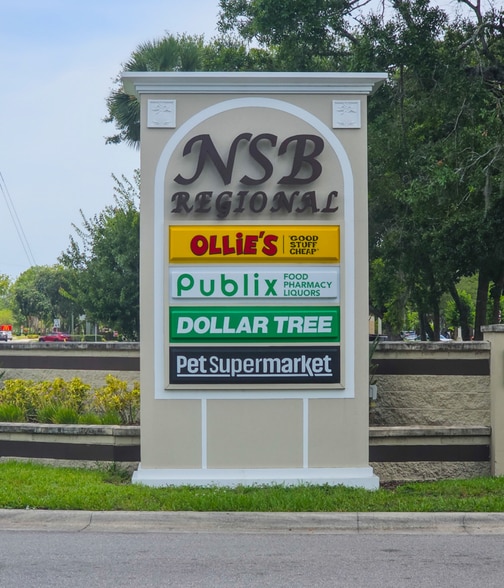 NSB
REGIONAL
OLLiE'S "GOOD
STUFF
CHEAP"
Publix FOOD
PHARMACY
LIQUORS
DOLLAR TREE
PetSupermarket